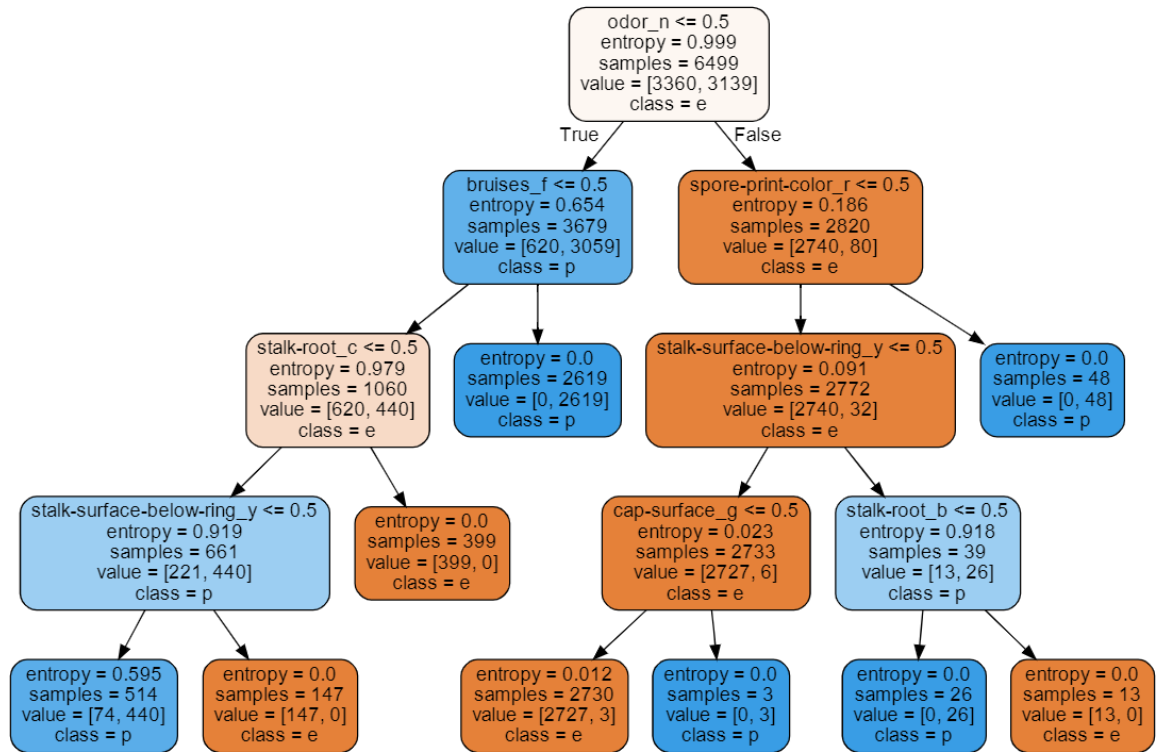 odor_n <= 0.5
entropy = 0.999
samples = 6499
value = [3360, 3139]
class = e
True
False
bruises_f <= 0.5
entropy = 0.654
samples = 3679
value = [620, 3059]
class = p
spore-print-color_r <= 0.5
entropy = 0.186
samples = 2820
value = [2740, 80]
class = e
stalk-root_c <= 0.5
entropy = 0.979
samples = 1060
value = [620, 440]
class = e
entropy = 0.0
samples = 2619
value = [0, 2619]
class = p
stalk-surface-below-ring_y <= 0.5
entropy = 0.091
samples = 2772
value = [2740, 32]
class = e
entropy = 0.0
samples = 48
value = [0, 48]
class = p
stalk-surface-below-ring_y <= 0.5
entropy = 0.919
samples = 661
value = [221, 440]
class = p
entropy = 0.0
samples = 399
value = [399, 0]
class = e
cap-surface_g <= 0.5
entropy = 0.023
samples = 2733
value = [2727, 6]
class = e
stalk-root_b <= 0.5
entropy = 0.918
samples = 39
value = [13, 26]
class = p
entropy = 0.595
samples = 514
value = [74, 440]
class = p
entropy = 0.0
samples = 147
value = [147, 0]
class = e
entropy = 0.012
samples = 2730
value = [2727, 3]
class = e
entropy = 0.0
samples = 3
value = [0, 3]
class = p
entropy = 0.0
samples = 26
value = [0, 26]
class = p
entropy = 0.0
samples = 13
value = [13, 0]
class = e